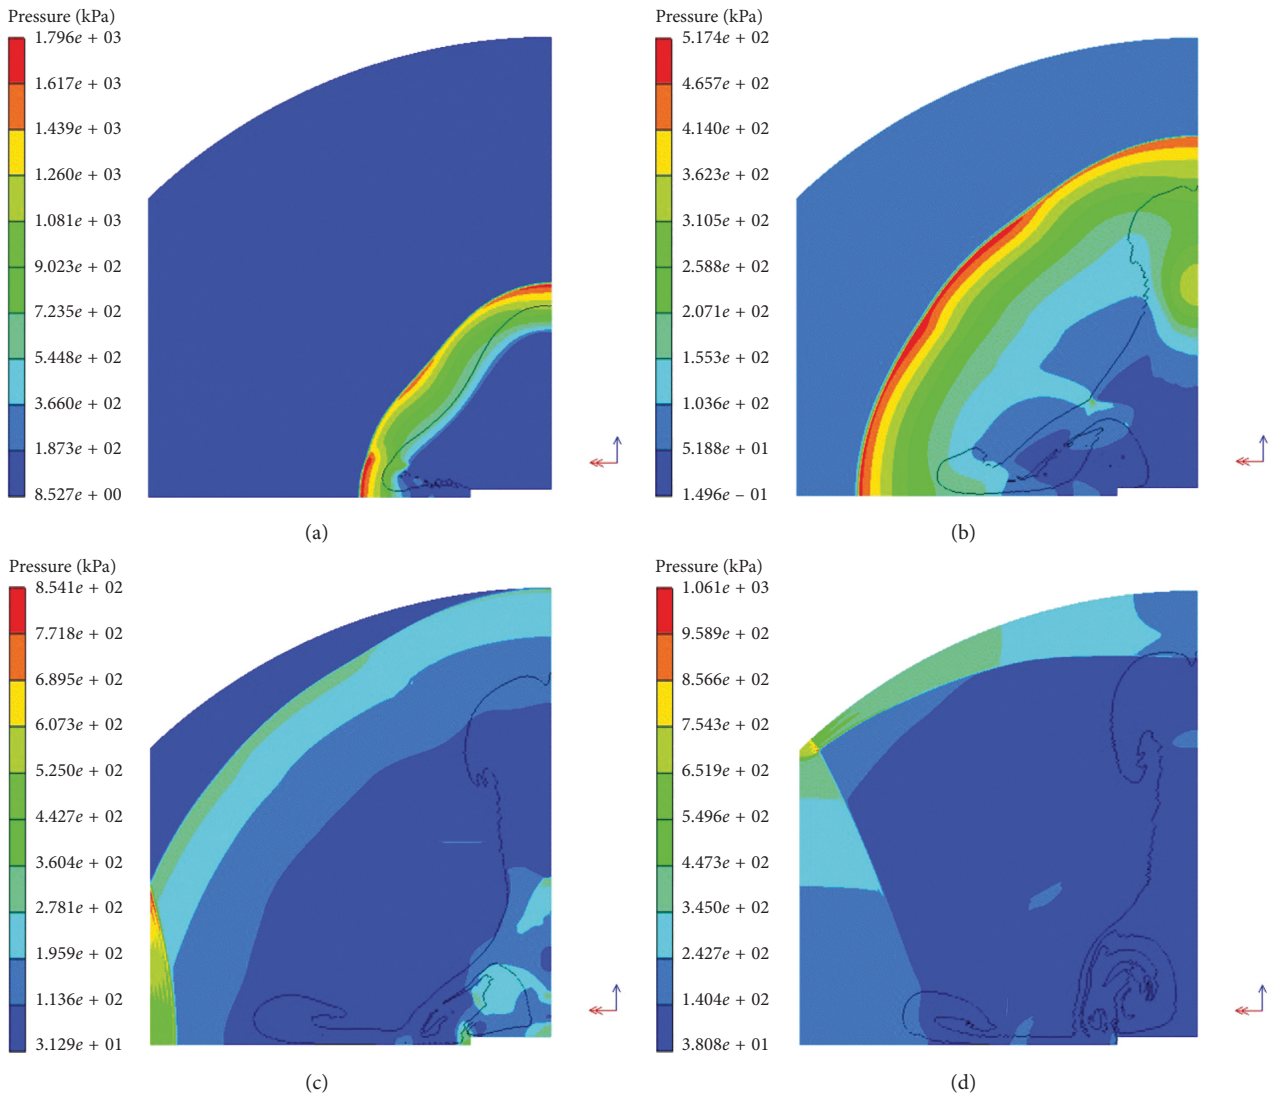 Pressure (kPa)
1.796e + 03
1.617e + 03
1.439e + 03
1.260e + 03
1.081e + 03
9.023e + 02
7.235e + 02
5.448e + 02
3.660e + 02
1.873e + 02
8.527e + 00
(a)
Pressure (kPa)
5.174e + 02
4.657e + 02
4.140e + 02
3.623e + 02
3.105e + 02
2.588e + 02
2.071e + 02
1.553e + 02
1.036e + 02
5.188e + 01
1.496e − 01
(b)
Pressure (kPa)
8.541e + 02
7.718e + 02
6.895e + 02
6.073e + 02
5.250e + 02
4.427e + 02
3.604e + 02
2.781e + 02
1.959e + 02
1.136e + 02
3.129e + 01
(c)
Pressure (kPa)
1.061e + 03
9.589e + 02
8.566e + 02
7.543e + 02
6.519e + 02
5.496e + 02
4.473e + 02
3.450e + 02
2.427e + 02
1.404e + 02
3.808e + 01
(d)